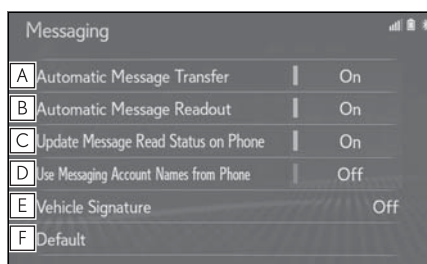 Messaging
A Automatic Message Transfer On
B Automatic Message Readout On
C Update Message Read Status on Phone On
D Use Messaging Account Names from Phone Off
E Vehicle Signature Off
F Default